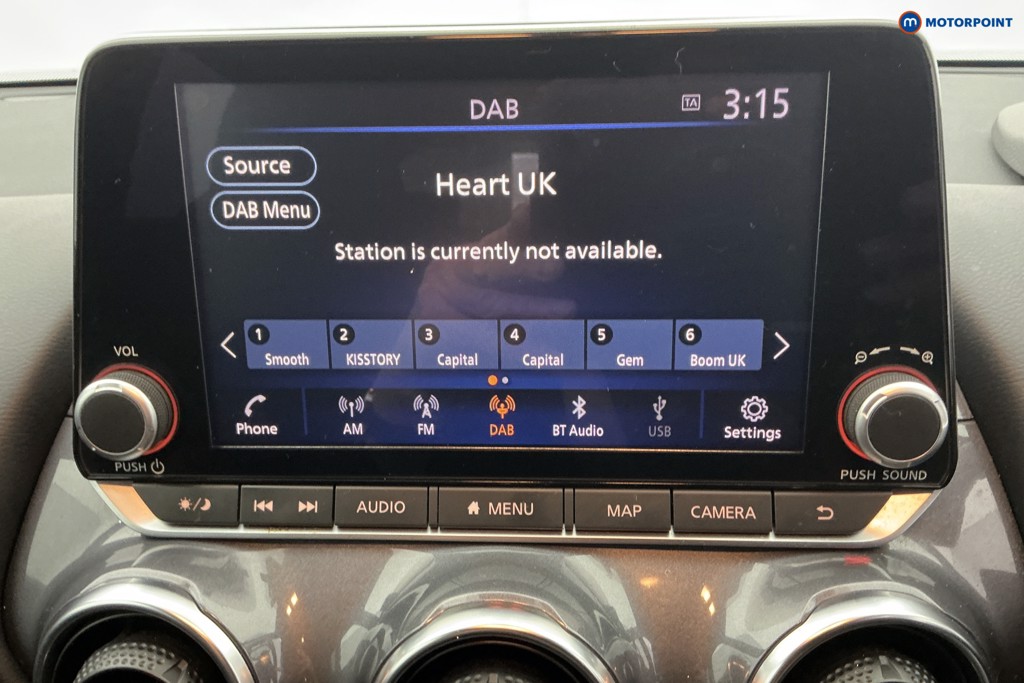 m MOTORPOINT
DAB TA 3:15
Source
Heart UK
DAB Menu
Station is currently not available.
1 2 3 4 5 6
Smooth KISSTORY Capital Capital Gem Boom UK
VOL
Phone AM FM DAB BT Audio USB Settings
PUSH
PUSH SOUND
AUDIO MENU MAP CAMERA